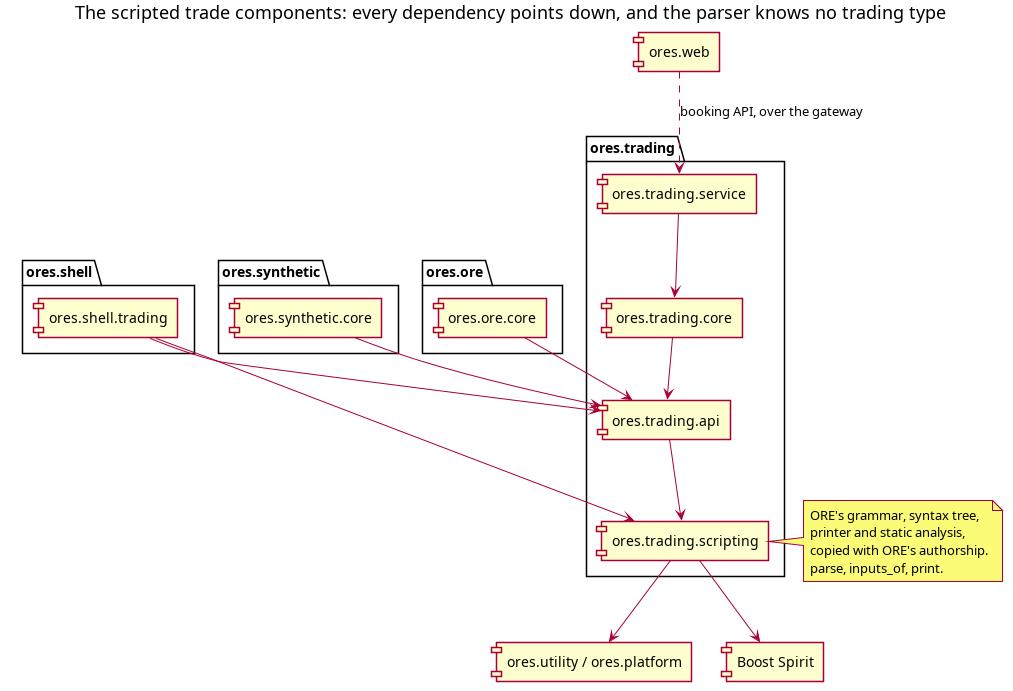 The scripted trade components: every dependency points down, and the parser knows no trading type
ores.web
booking API, over the gateway
ores.trading
ores.trading.service
ores.shell
ores.synthetic
ores.ore
ores.shell.trading
ores.synthetic.core
ores.ore.core
ores.trading.core
ores.trading.api
ores.trading.scripting
ORE's grammar, syntax tree,
printer and static analysis,
copied with ORE's authorship.
parse, inputs_of, print.
ores.utility / ores.platform
Boost Spirit